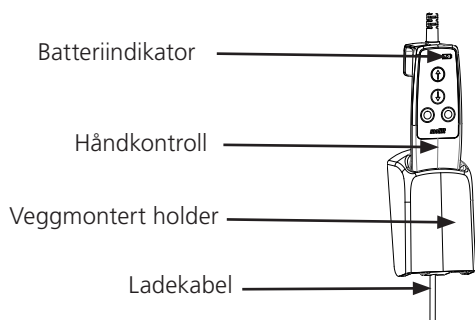 Batteriindikator
Håndkontroll
Veggmontert holder
Ladekabel